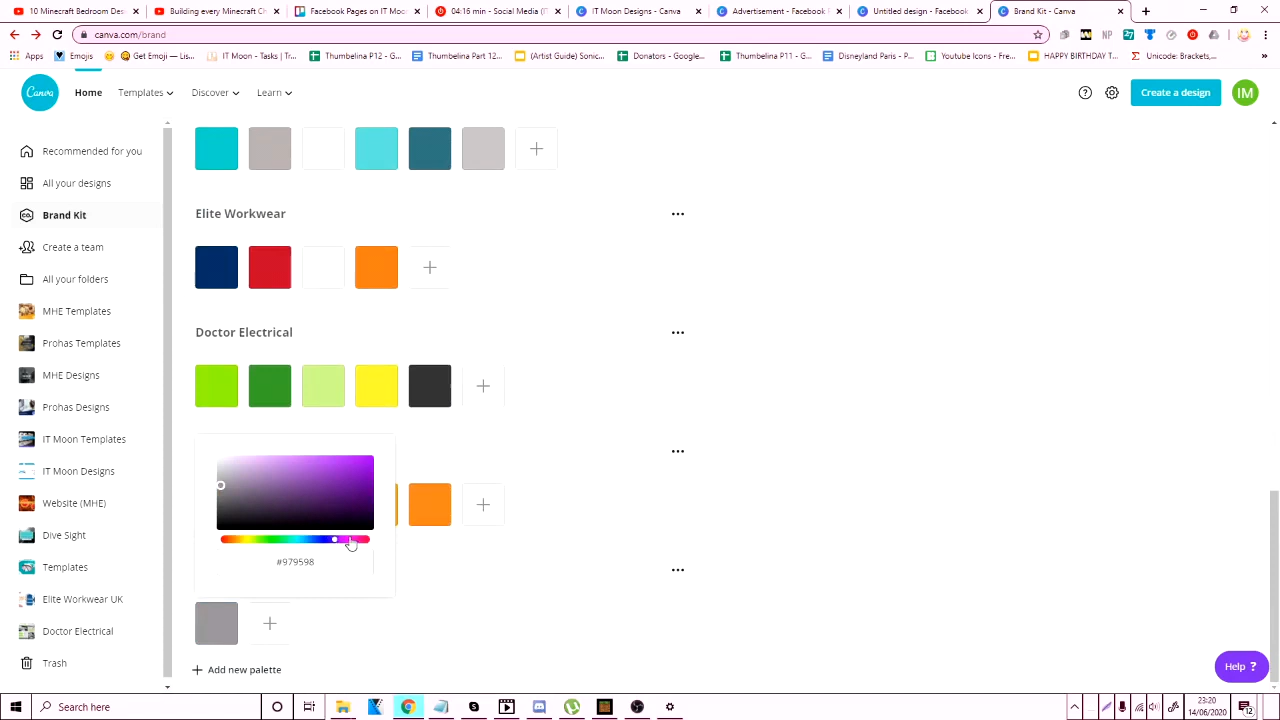 10 Minecraft Bedroom Des
Building every Minecraft Ch
Facebook Pages on IT Moo
04:16 min - Social Media (IT
IT Moon Designs - Canva
Advertisement - Facebook P
Untitled design - Facebook
Brand Kit - Canva
canva.com/brand
NP
27
Apps
Emojis
Get Emoji — Lis...
IT Moon - Tasks | Tr...
Thumbelina P12 - G...
Thumbelina Part 12...
(Artist Guide) Sonic...
Donators - Google...
Thumbelina P11 - G...
Disneyland Paris - P...
Youtube Icons - Fre...
HAPPY BIRTHDAY T...
Unicode: Brackets,...
Canva
Home
Templates
Discover
Learn
Create a design
IM
Recommended for you
All your designs
Brand Kit
Create a team
All your folders
MHE Templates
Prohas Templates
MHE Designs
Prohas Designs
IT Moon Templates
IT Moon Designs
Website (MHE)
Dive Sight
Templates
Elite Workwear UK
Doctor Electrical
Trash
Elite Workwear
Doctor Electrical
#979598
Add new palette
Help ?
Search here
23:20
14/06/2020
12